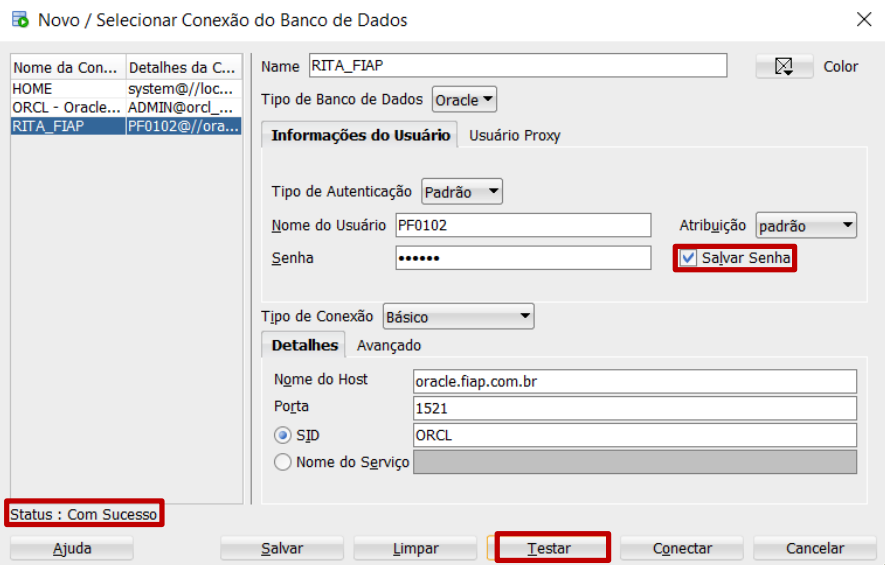 Novo / Selecionar Conexão do Banco de Dados
Nome da Con... Detalhes da C...
HOME system@//loc...
ORCL - Oracle... ADMIN@orcl_...
RITA_FIAP PF0102@//ora...
Name RITA_FIAP Color
Tipo de Banco de Dados Oracle
Informações do Usuário Usuário Proxy
Tipo de Autenticação Padrão
Nome do Usuário PF0102 Atribuição padrão
Senha •••••• Salvar Senha
Tipo de Conexão Básico
Detalhes Avançado
Nome do Host oracle.fiap.com.br
Porta 1521
SID ORCL
Nome do Serviço
Status : Com Sucesso
Ajuda Salvar Limpar Testar Conectar Cancelar